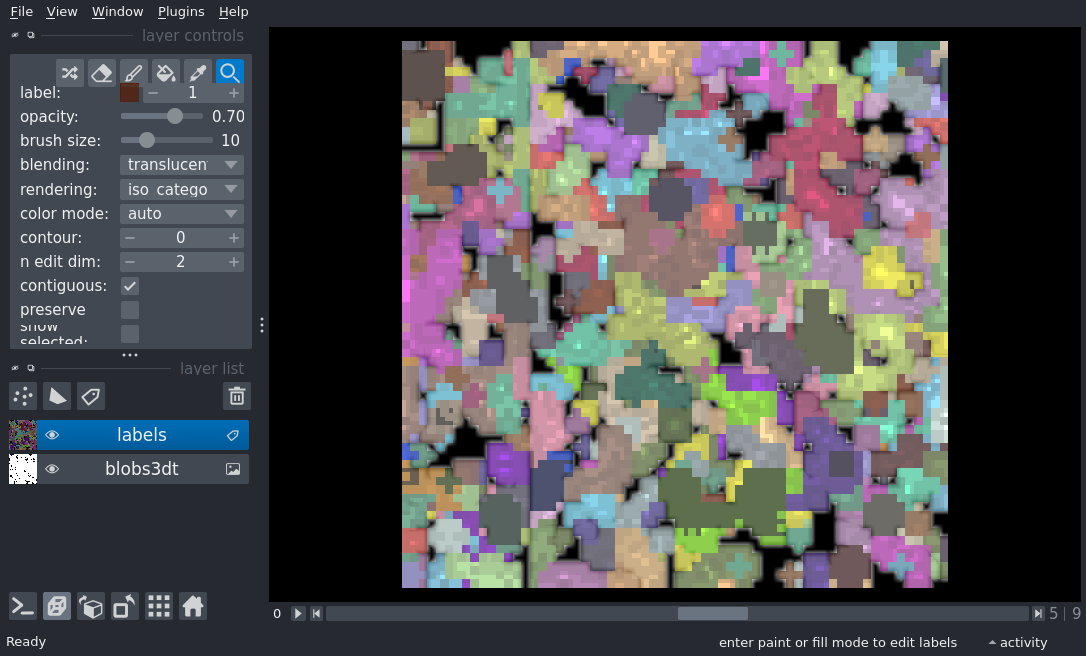 File View Window Plugins Help
layer controls
label: 1
opacity: 0.70
brush size: 10
blending: translucen
rendering: iso catego
color mode: auto
contour: 0
n edit dim: 2
contiguous:
preserve
show
selected:
layer list
labels
blobs3dt
0 5 | 9
Ready enter paint or fill mode to edit labels activity